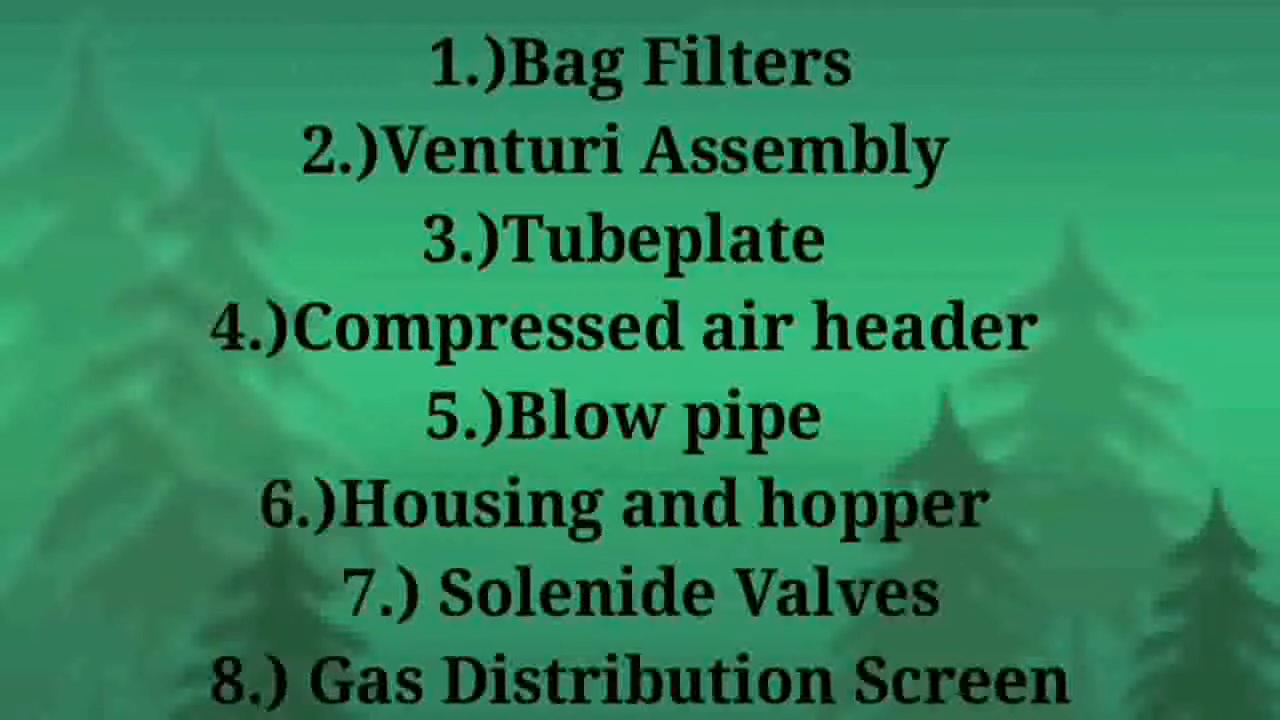 1.)Bag Filters
2.)Venturi Assembly
3.)Tubeplate
4.)Compressed air header
5.)Blow pipe
6.)Housing and hopper
7.) Solenide Valves
8.) Gas Distribution Screen